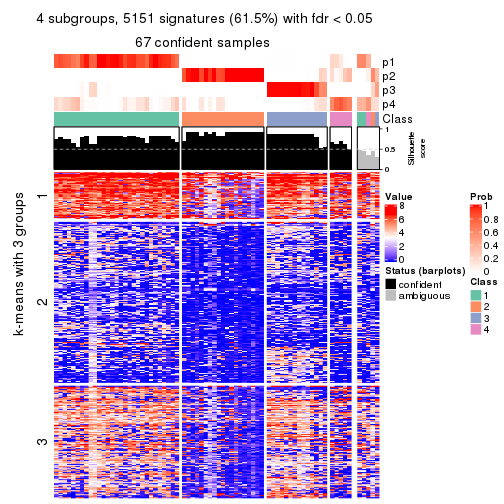 4 subgroups, 5151 signatures (61.5%) with fdr < 0.05
67 confident samples
p1
p2
p3
p4
Class
1
0.5
0
Silhouette
score
k-means with 3 groups
1
2
3
Value
8
6
4
2
0
Status (barplots)
confident
ambiguous
Prob
1
0.8
0.6
0.4
0.2
0
Class
1
2
3
4